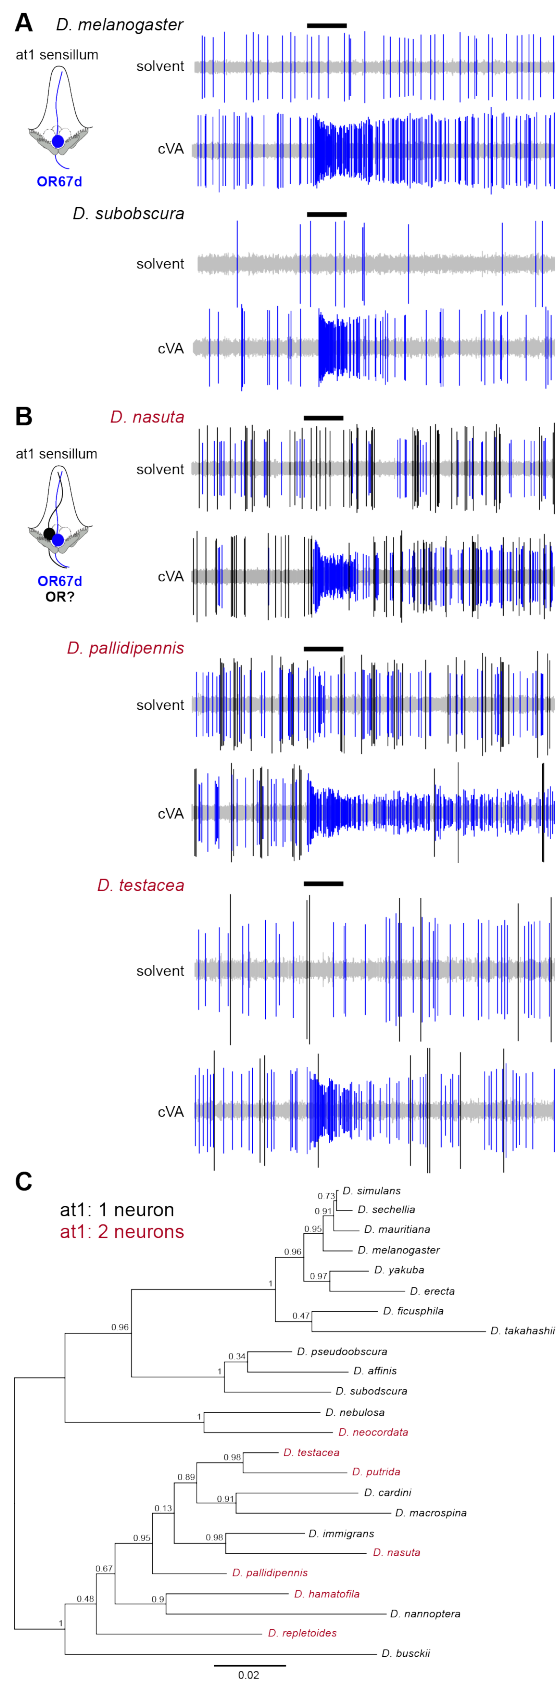 A
D. melanogaster
at1 sensillum
solvent
cVA
OR67d
D. subobscura
solvent
cVA
B
D. nasuta
at1 sensillum
solvent
cVA
OR67d
OR?
D. pallidipennis
solvent
cVA
D. testacea
solvent
cVA
C
at1: 1 neuron
at1: 2 neurons
D. simulans
0.73
D. sechellia
0.91
D. mauritiana
0.95
D. melanogaster
0.96
D. yakuba
0.97
D. erecta
1
D. ficusphila
0.47
D. takahashii
0.96
D. pseudoobscura
0.34
D. affinis
1
D. subodscura
D. nebulosa
1
D. neocordata
D. testacea
0.98
D. putrida
0.89
D. cardini
0.91
D. macrospina
0.13
D. immigrans
0.98
D. nasuta
0.95
D. pallidipennis
0.67
D. hamatofila
0.9
D. nannoptera
0.48
D. repletoides
1
D. busckii
0.02